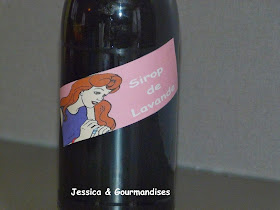 Sirop
de
Lavande
Jessica & Gourmandises